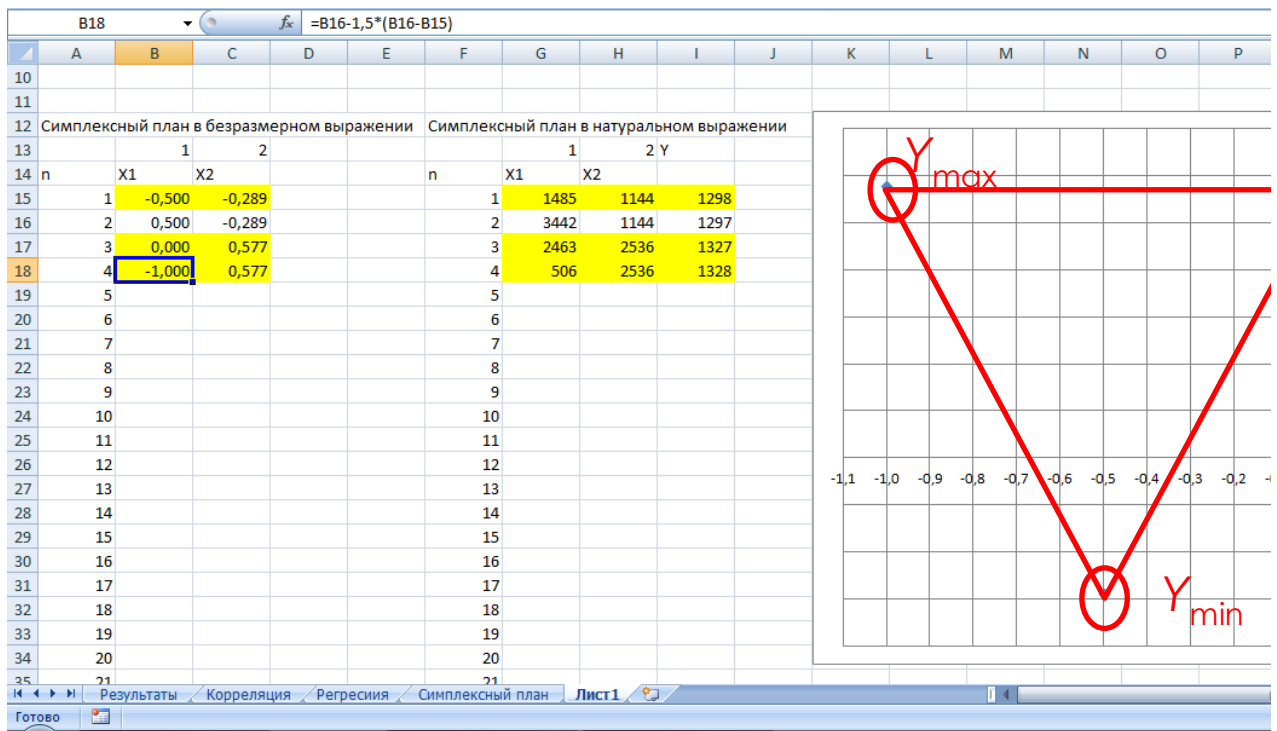 B18 fx =B16-1,5*(B16-B15)
A B C D E F G H I J K L M N O P
10
11
12 Симплексный план в безразмерном выражении Симплексный план в натуральном выражении
13 1 2 1 2 Y
14 n X1 X2 n X1 X2
15 1 -0,500 -0,289 1 1485 1144 1298
16 2 0,500 -0,289 2 3442 1144 1297
17 3 0,000 0,577 3 2463 2536 1327
18 4 -1,000 0,577 4 506 2536 1328
19 5 5
20 6 6
21 7 7
22 8 8
23 9 9
24 10 10
25 11 11
26 12 12
27 13 13
28 14 14
29 15 15
30 16 16
31 17 17
32 18 18
33 19 19
34 20 20
35 21 21
Ymax
-1,1 -1,0 -0,9 -0,8 -0,7 -0,6 -0,5 -0,4 -0,3 -0,2
Ymin
Результаты Корреляция Регресиия Симплексный план Лист1
Готово